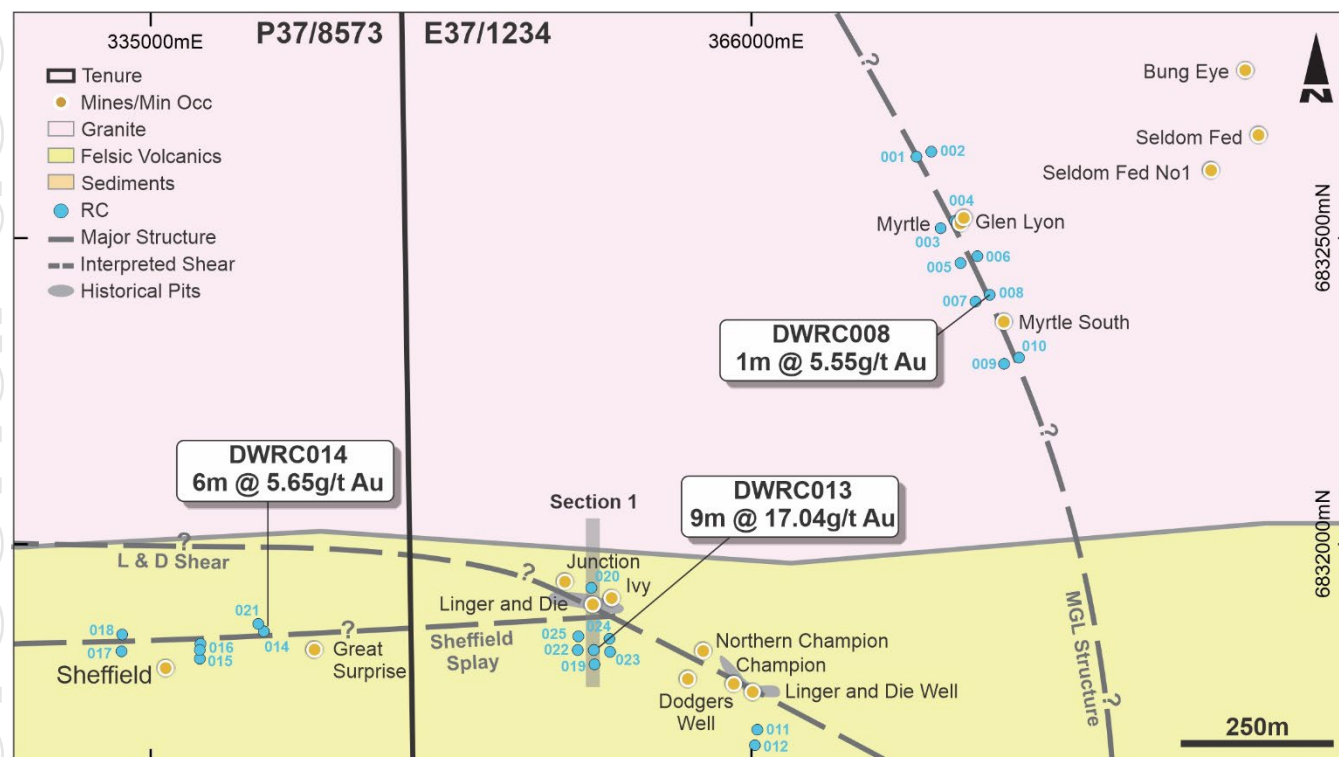 335000mE
P37/8573
E37/1234
366000mE
Tenure
Mines/Min Occ
Granite
Felsic Volcanics
Sediments
RC
Major Structure
Interpreted Shear
Historical Pits
N
?
Bung Eye
Seldom Fed
Seldom Fed No1
001
002
004
Myrtle
Glen Lyon
003
6832500mN
006
005
008
007
Myrtle South
DWRC008
1m @ 5.55g/t Au
010
009
?
DWRC014
6m @ 5.65g/t Au
Section 1
DWRC013
9m @ 17.04g/t Au
6832000mN
?
L & D Shear
Junction
?
020
Ivy
Linger and Die
021
018
?
Sheffield
Splay
025
024
016
014
017
015
Great
Surprise
022
023
019
Sheffield
Northern Champion
Champion
Dodgers
Well
Linger and Die Well
MGL Structure
?
011
012
250m